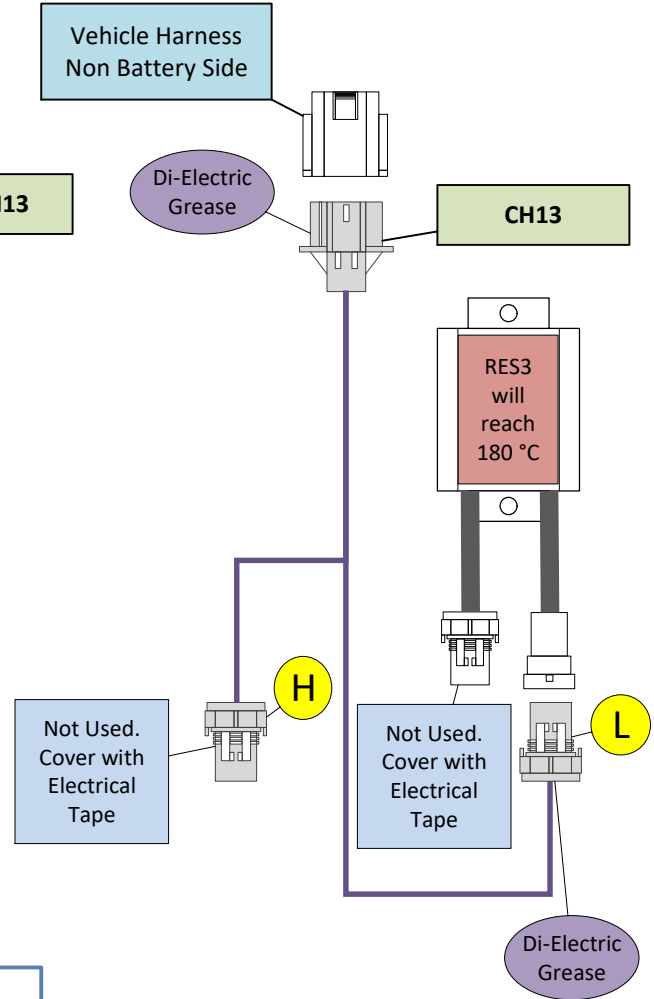 Vehicle Harness
Non Battery Side
Di-Electric
Grease
13
CH13
RES3
will
reach
180 °C
H
L
Not Used.
Cover with
Electrical
Tape
Not Used.
Cover with
Electrical
Tape
Di-Electric
Grease